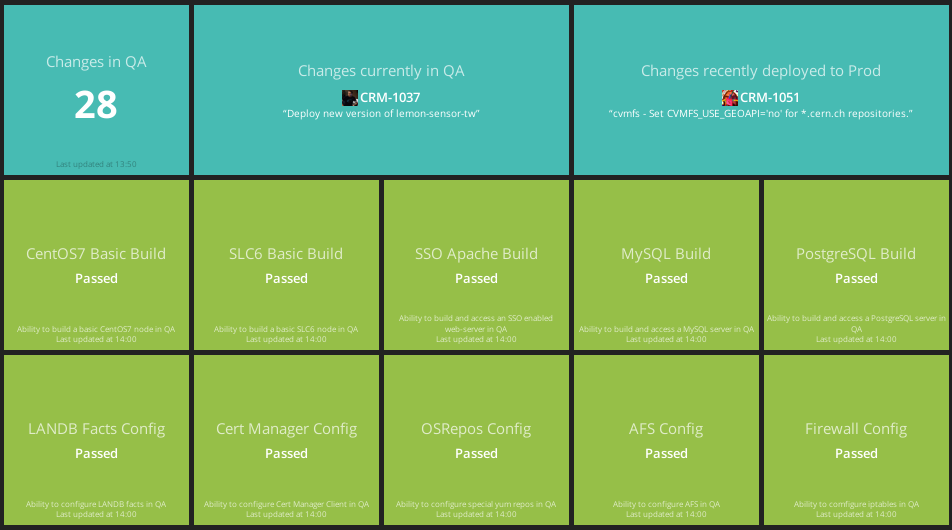 Changes in QA
28
Last updated at 13:50
Changes currently in QA
CRM-1037
"Deploy new version of lemon-sensor-tw"
Changes recently deployed to Prod
CRM-1051
"cvmfs - Set CVMFS_USE_GEOAPI='no' for *.cern.ch repositories."
CentOS7 Basic Build
Passed
Ability to build a basic CentOS7 node in QA
Last updated at 14:00
SLC6 Basic Build
Passed
Ability to build a basic SLC6 node in QA
Last updated at 14:00
SSO Apache Build
Passed
Ability to build and access an SSO enabled
web-server in QA
Last updated at 14:00
MySQL Build
Passed
Ability to build and access a MySQL server in QA
Last updated at 14:00
PostgreSQL Build
Passed
Ability to build and access a PostgreSQL server in
QA
Last updated at 14:00
LANDB Facts Config
Passed
Ability to configure LANDB facts in QA
Last updated at 14:00
Cert Manager Config
Passed
Ability to configure Cert Manager Client in QA
Last updated at 14:00
OSRepos Config
Passed
Ability to configure special yum repos in QA
Last updated at 14:00
AFS Config
Passed
Ability to configure AFS in QA
Last updated at 14:00
Firewall Config
Passed
Ability to configure iptables in QA
Last updated at 14:00